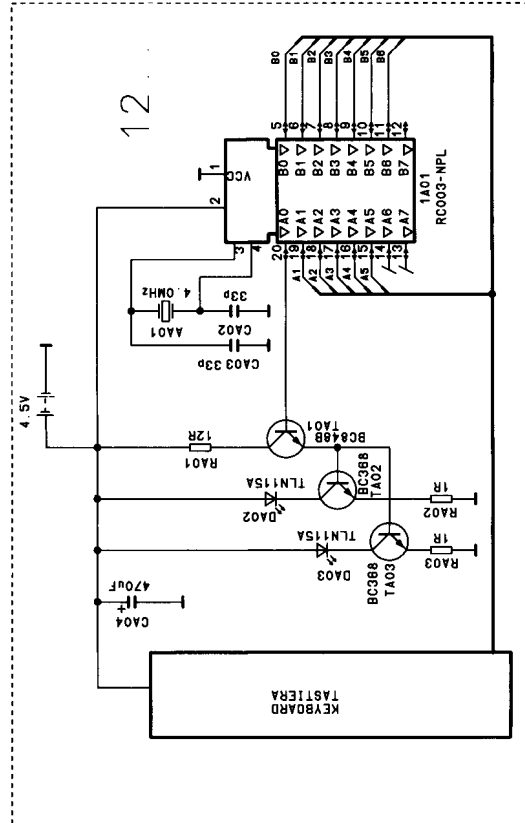 12.
4.5V
KEYBOARD
TASTIERA
CA04
470uF
DA03
TLN115A
DA02
TLN115A
RA01
12R
TA01
BC848B
BC368
TA02
BC368
TA03
RA02
1R
RA03
1R
AA01
4.0MHz
CA02
33p
CA03 33p
VCC
1
2
3
4
20
19
18
17
16
15
14
13
A0
A1
A2
A3
A4
A5
A6
A7
B0
B1
B2
B3
B4
B5
B6
B7
5
6
7
8
9
10
11
12
1A01
RC003-NPL
A1
A2
A3
A4
A5
B0
B1
B2
B3
B4
B5
B6